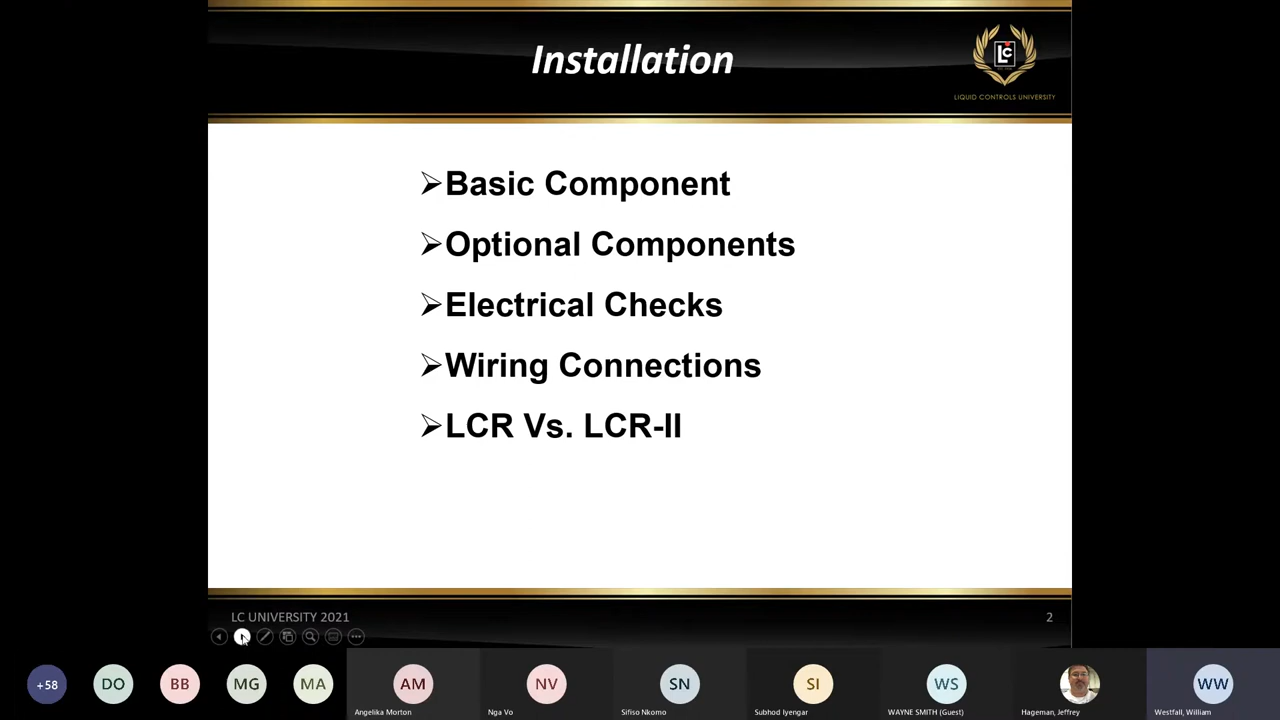 Installation
LC
LIQUID CONTROLS UNIVERSITY
➢Basic Component
➢Optional Components
➢Electrical Checks
➢Wiring Connections
➢LCR Vs. LCR-II
LC UNIVERSITY 2021
2
+58
DO
BB
MG
MA
AM
NV
SN
SI
WS
WW
Angelika Morton
Nga Vo
Sifiso Nkomo
Subhod Iyengar
WAYNE SMITH (Guest)
Hageman, Jeffrey
Westfall, William